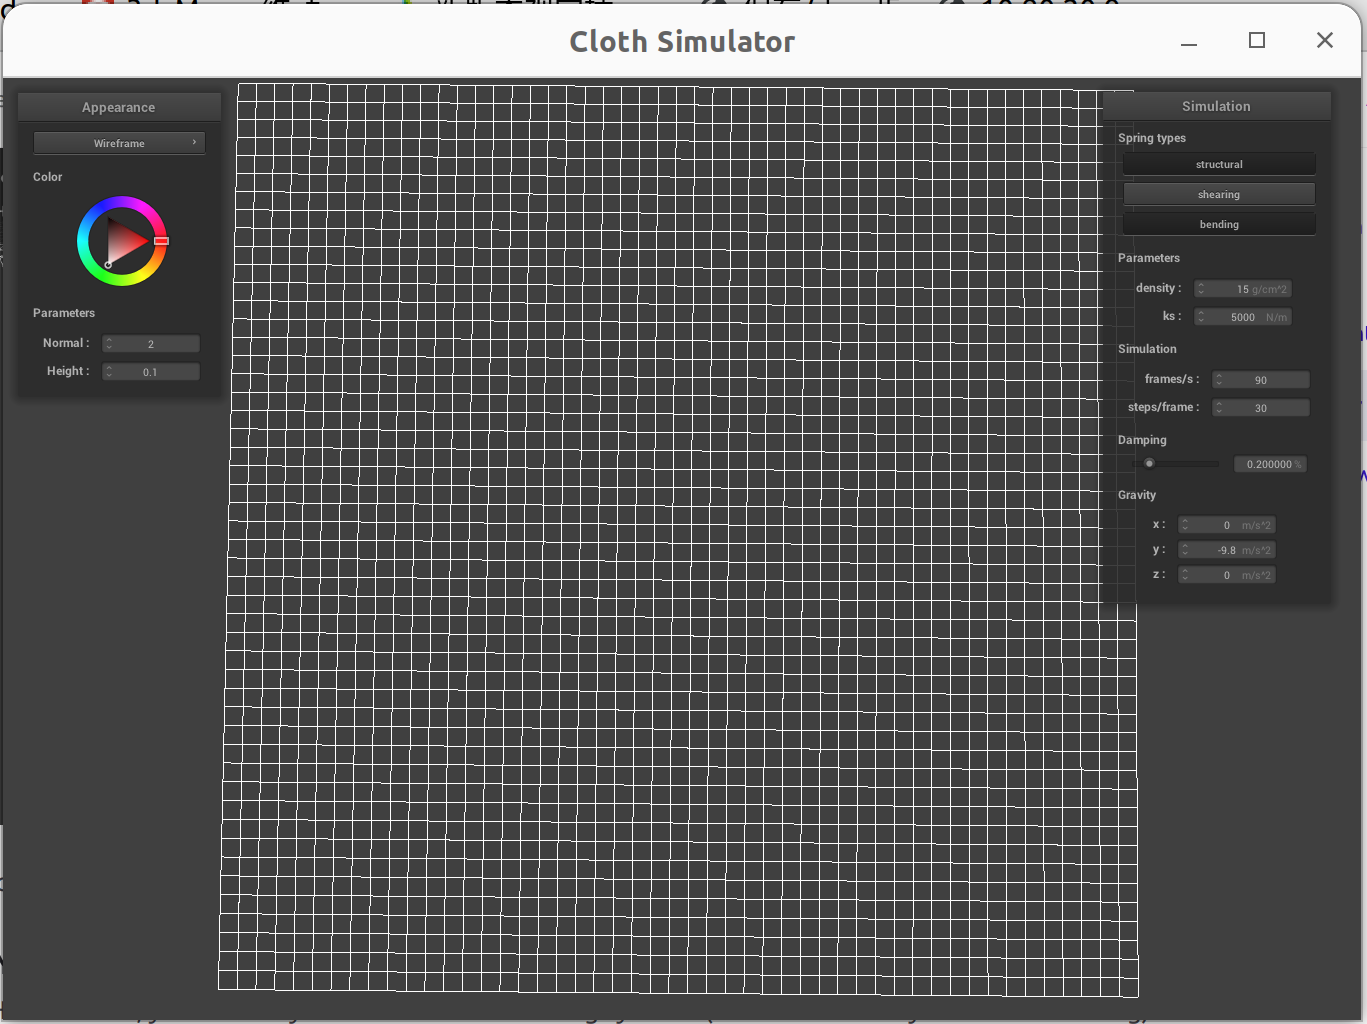 Cloth Simulator
Appearance
Wireframe
Color
Parameters
Normal : 2
Height : 0.1
Simulation
Spring types
structural
shearing
bending
Parameters
density : 15 g/cm^2
ks : 5000 N/m
Simulation
frames/s : 90
steps/frame : 30
Damping
0.200000 %
Gravity
x : 0 m/s^2
y : -9.8 m/s^2
z : 0 m/s^2